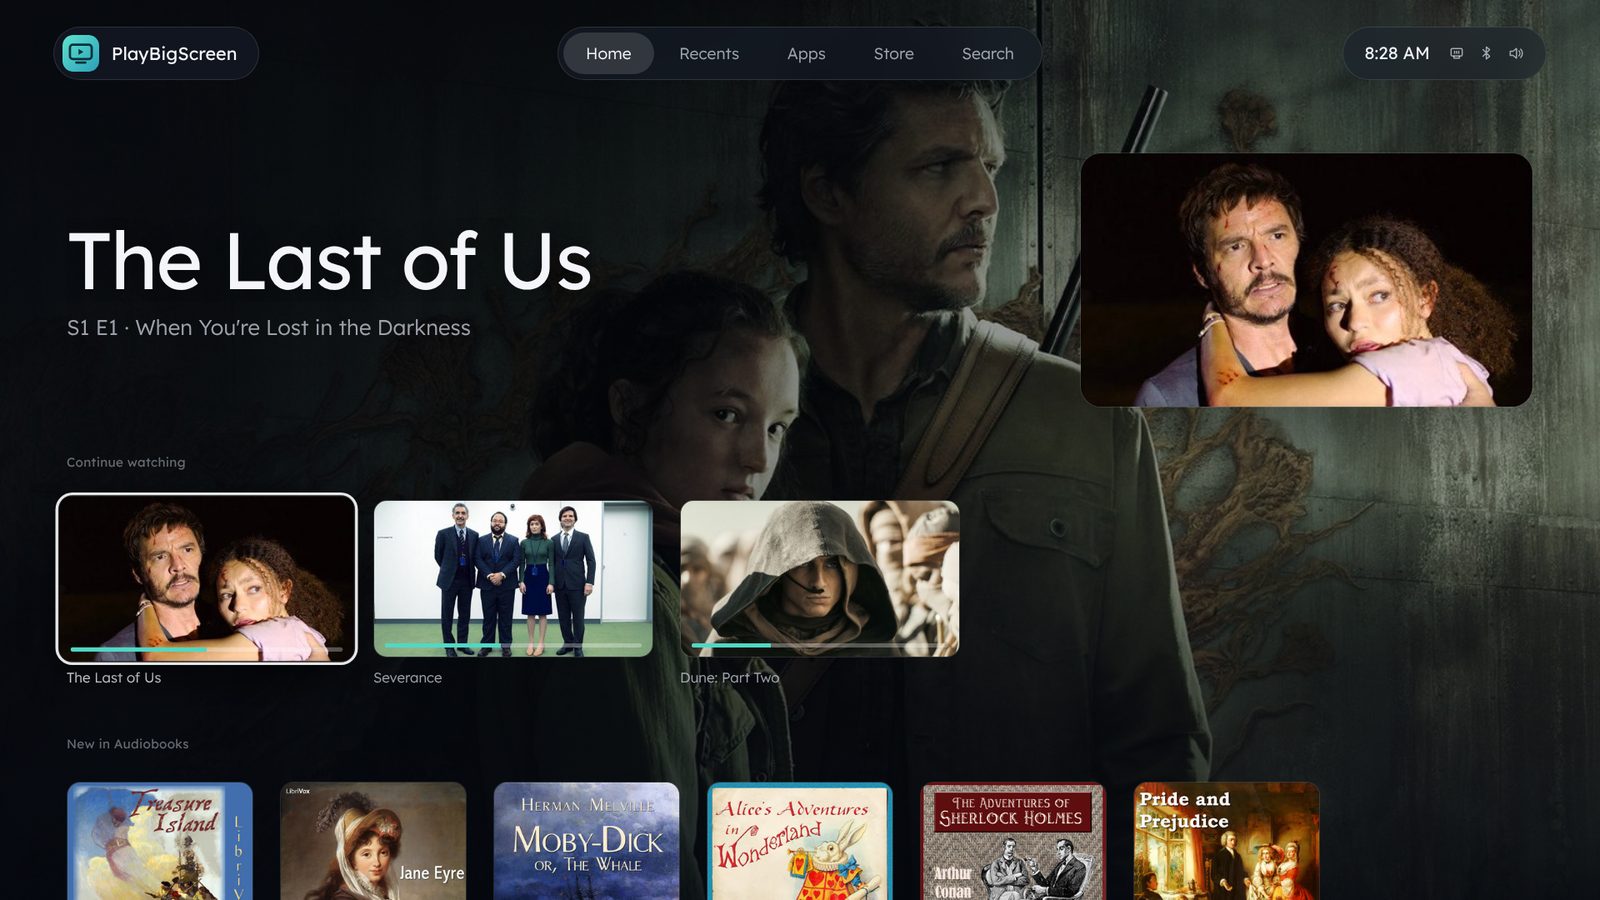 PlayBigScreen
Home
Recents
Apps
Store
Search
8:28 AM
The Last of Us
S1 E1 · When You're Lost in the Darkness
Continue watching
The Last of Us
Severance
Dune: Part Two
New in Audiobooks
Treasure
Island
LibriV
LibriVox
Jane Eyre
HERMAN MELVILLE
MOBY-DICK
OR, THE WHALE
Alice's Adventures
in
Wonderland
THE ADVENTURES OF
SHERLOCK HOLMES
Arthur
Conan
Pride and
Prejudice